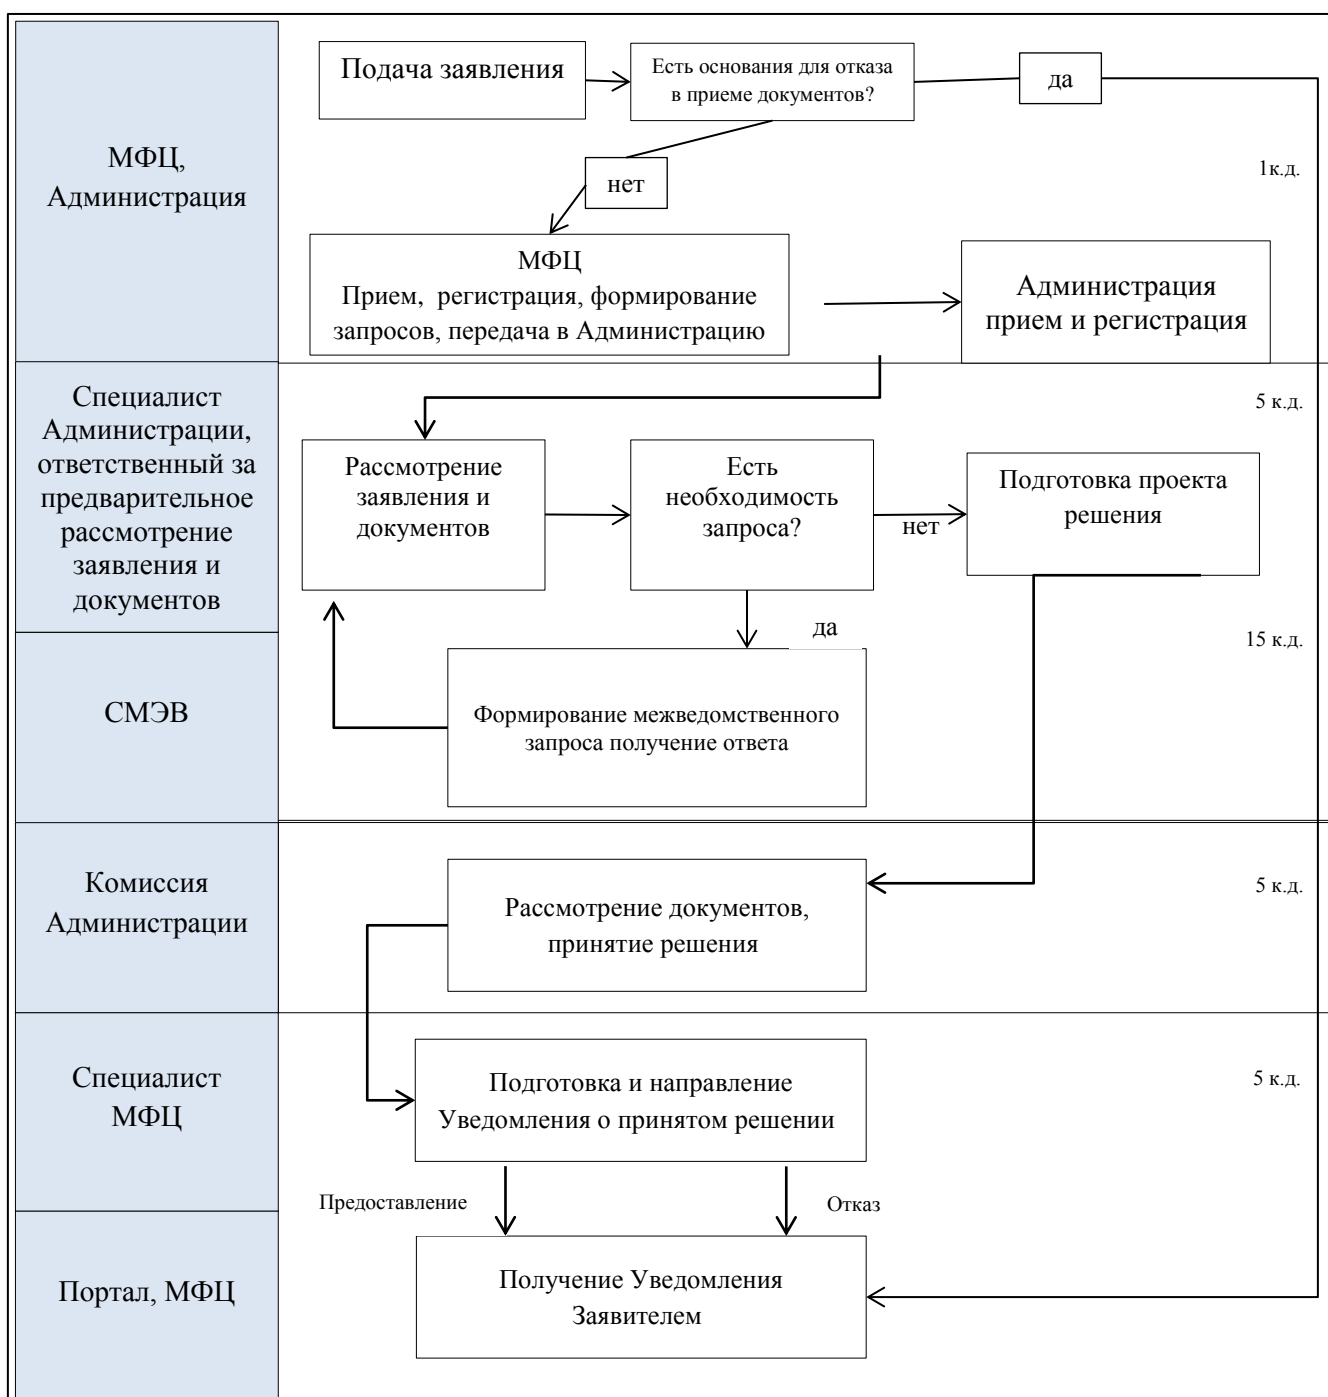 МФЦ,
Администрация
Подача заявления
Есть основания для отказа
в приеме документов?
да
нет
1к.д.
МФЦ
Прием, регистрация, формирование
запросов, передача в Администрацию
Администрация
прием и регистрация
Специалист
Администрации,
ответственный за
предварительное
рассмотрение
заявления и
документов
5 к.д.
Рассмотрение
заявления и
документов
Есть
необходимость
запроса?
нет
Подготовка проекта
решения
да
15 к.д.
СМЭВ
Формирование межведомственного
запроса получение ответа
Комиссия
Администрации
5 к.д.
Рассмотрение документов,
принятие решения
Специалист
МФЦ
5 к.д.
Подготовка и направление
Уведомления о принятом решении
Предоставление
Отказ
Портал, МФЦ
Получение Уведомления
Заявителем